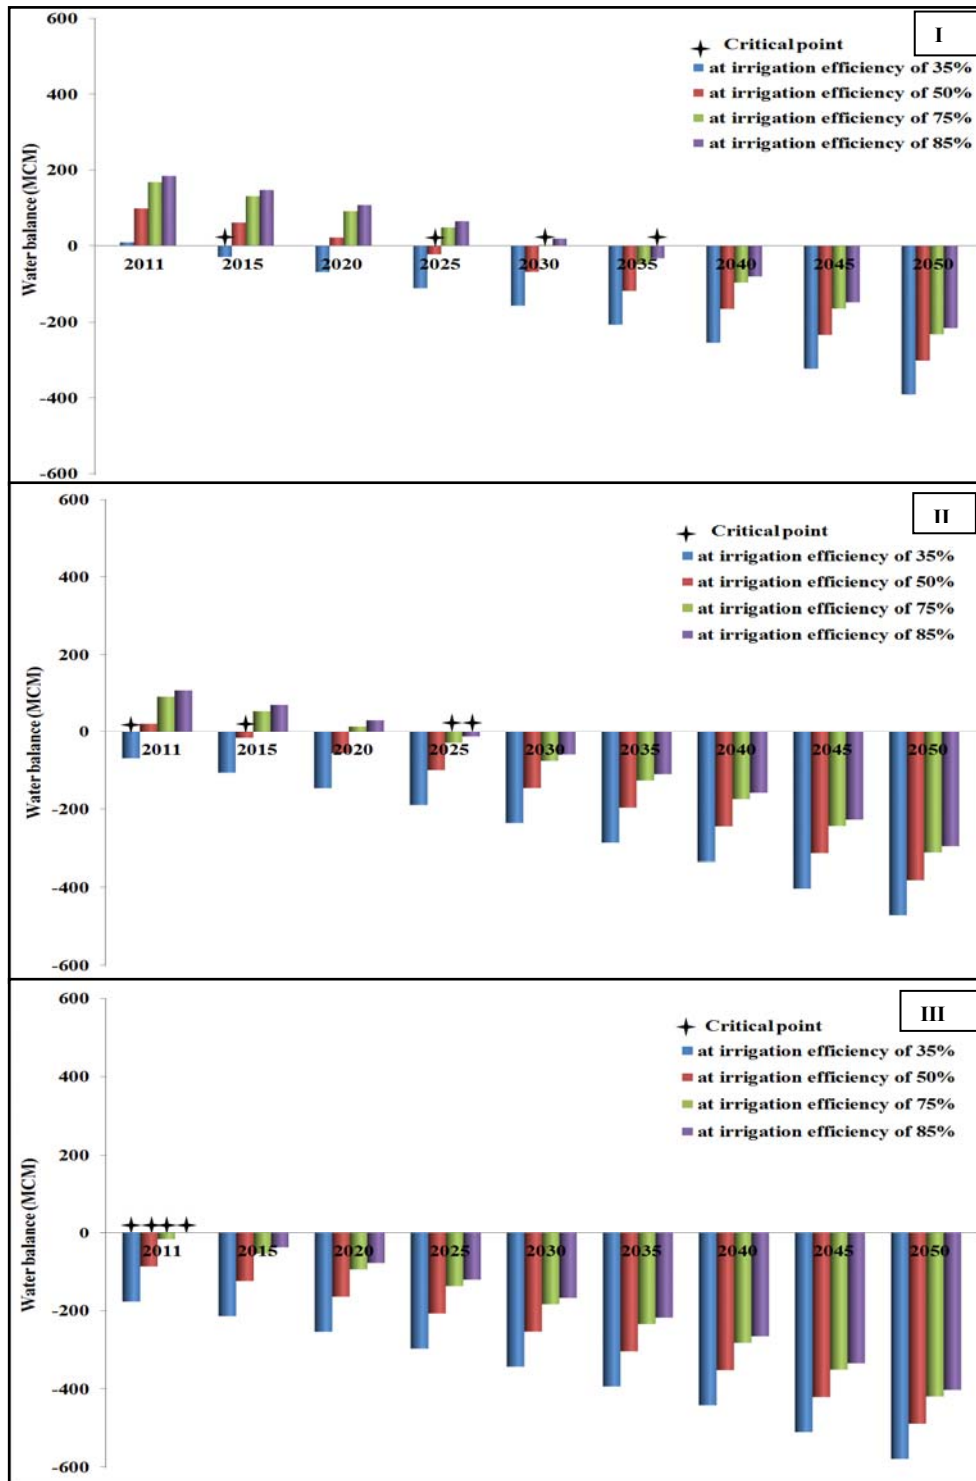 I
600
Critical point
at irrigation efficiency of 35%
at irrigation efficiency of 50%
at irrigation efficiency of 75%
at irrigation efficiency of 85%
400
200
0
-200
-400
-600
Water balance (MCM)
2011 2015 2020 2025 2030 2035 2040 2045 2050
II
600
Critical point
at irrigation efficiency of 35%
at irrigation efficiency of 50%
at irrigation efficiency of 75%
at irrigation efficiency of 85%
400
200
0
-200
-400
-600
Water balance (MCM)
2011 2015 2020 2025 2030 2035 2040 2045 2050
III
600
Critical point
at irrigation efficiency of 35%
at irrigation efficiency of 50%
at irrigation efficiency of 75%
at irrigation efficiency of 85%
400
200
0
-200
-400
-600
Water balance (MCM)
2011 2015 2020 2025 2030 2035 2040 2045 2050